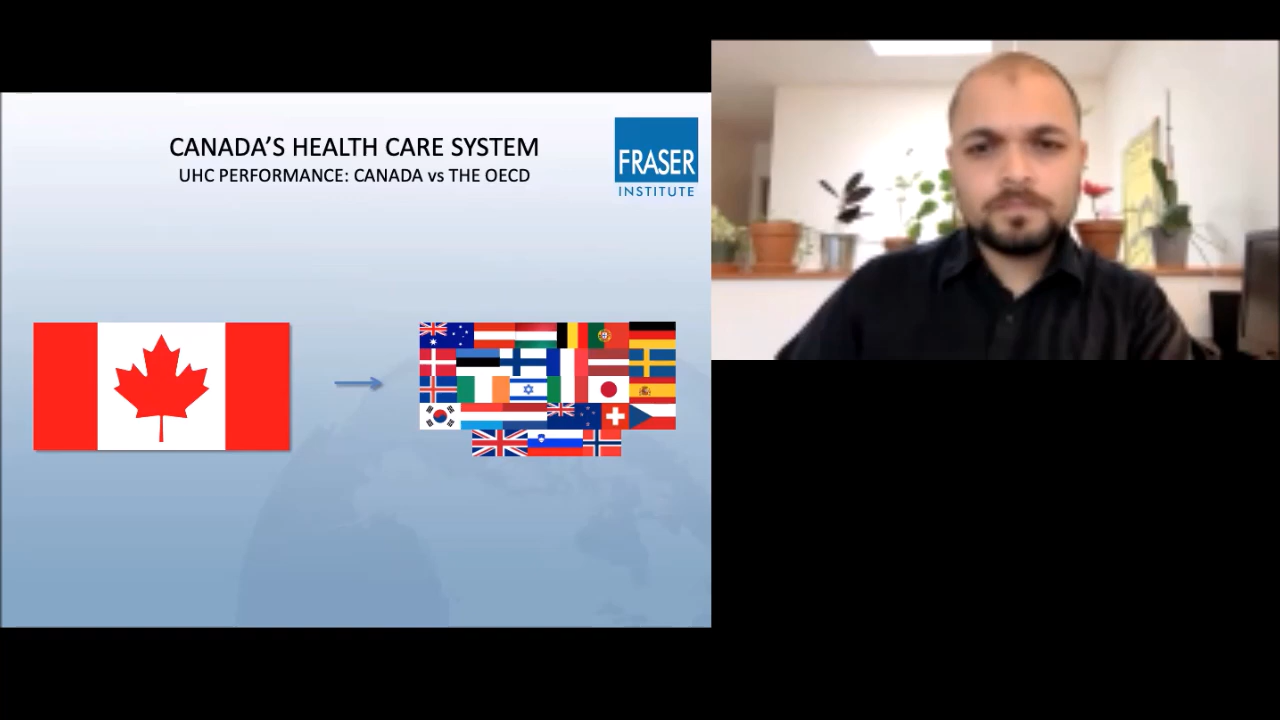 CANADA’S HEALTH CARE SYSTEM
UHC PERFORMANCE: CANADA vs THE OECD
FRASER
INSTITUTE